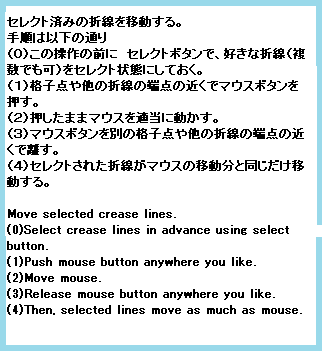 セレクト済みの折線を移動する。
手順は以下の通り
(0)この操作の前に　セレクトボタンで、好きな折線(複
数でも可)をセレクト状態にしておく。
(1)格子点や他の折線の端点の近くでマウスボタンを
押す。
(2)押したままマウスを適当に動かす。
(3)マウスボタンを別の格子点や他の折線の端点の近
くで離す。
(4)セレクトされた折線がマウスの移動分と同じだけ移
動する。
Move selected crease lines.
(0)Select crease lines in advance using select
button.
(1)Push mouse button anywhere you like.
(2)Move mouse.
(3)Release mouse button anywhere you like.
(4)Then, selected lines move as much as mouse.